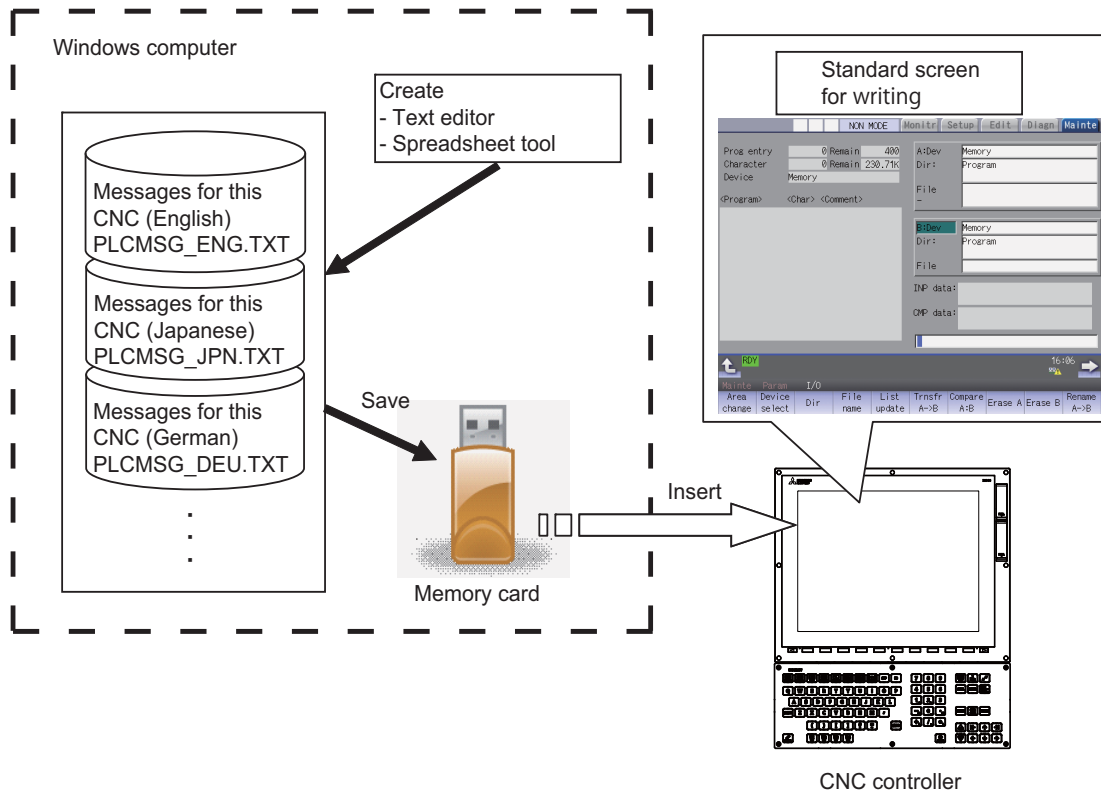 Windows computer
Create
- Text editor
- Spreadsheet tool
Messages for this
CNC (English)
PLCMSG_ENG.TXT
Messages for this
CNC (Japanese)
PLCMSG_JPN.TXT
Messages for this
CNC (German)
PLCMSG_DEU.TXT
Save
Memory card
Insert
Standard screen
for writing
NON MODE Monitr Setup Edit Diagn Mainte
Prog entry 0 Remain 400
Character 0 Remain 230.71K
Device Memory
<Program> <Char> <Comment>
A:Dev Memory
Dir: Program
File
-
B:Dev Memory
Dir: Program
File
INP data:
CMP data:
RDY 16:06
Mainte Param I/O
Area change Device select Dir File name List update Trnsfr A->B Compare A:B Erase A Erase B Rename A->B
CNC controller